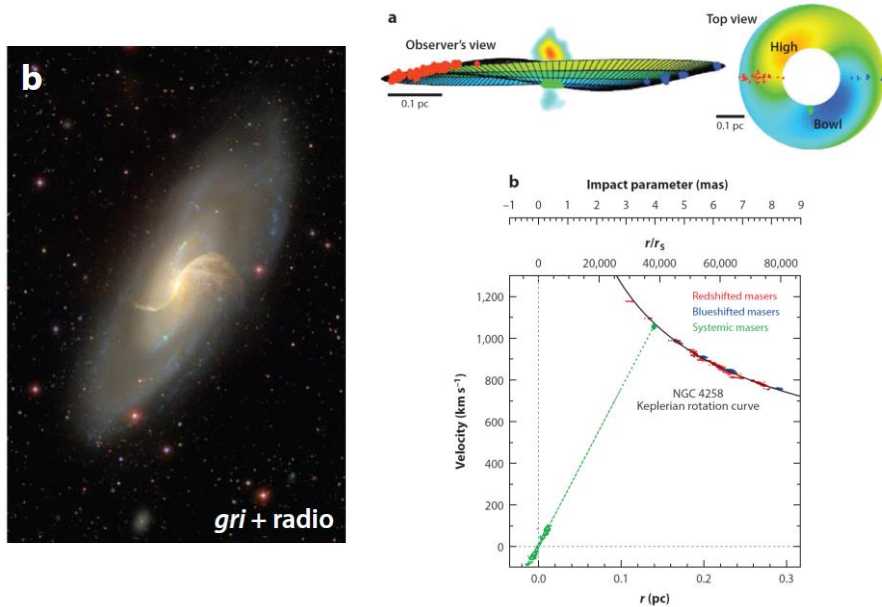 b
gri + radio
a
Observer's view
0.1 pc
Top view
High
Bowl
0.1 pc
b
Impact parameter (mas)
–1 0 1 2 3 4 5 6 7 8 9
r/rS
0 20,000 40,000 60,000 80,000
1,200
1,000
800
600
400
200
0
Velocity (km s–1)
Redshifted masers
Blueshifted masers
Systemic masers
NGC 4258
Keplerian rotation curve
0.0 0.1 0.2 0.3
r (pc)